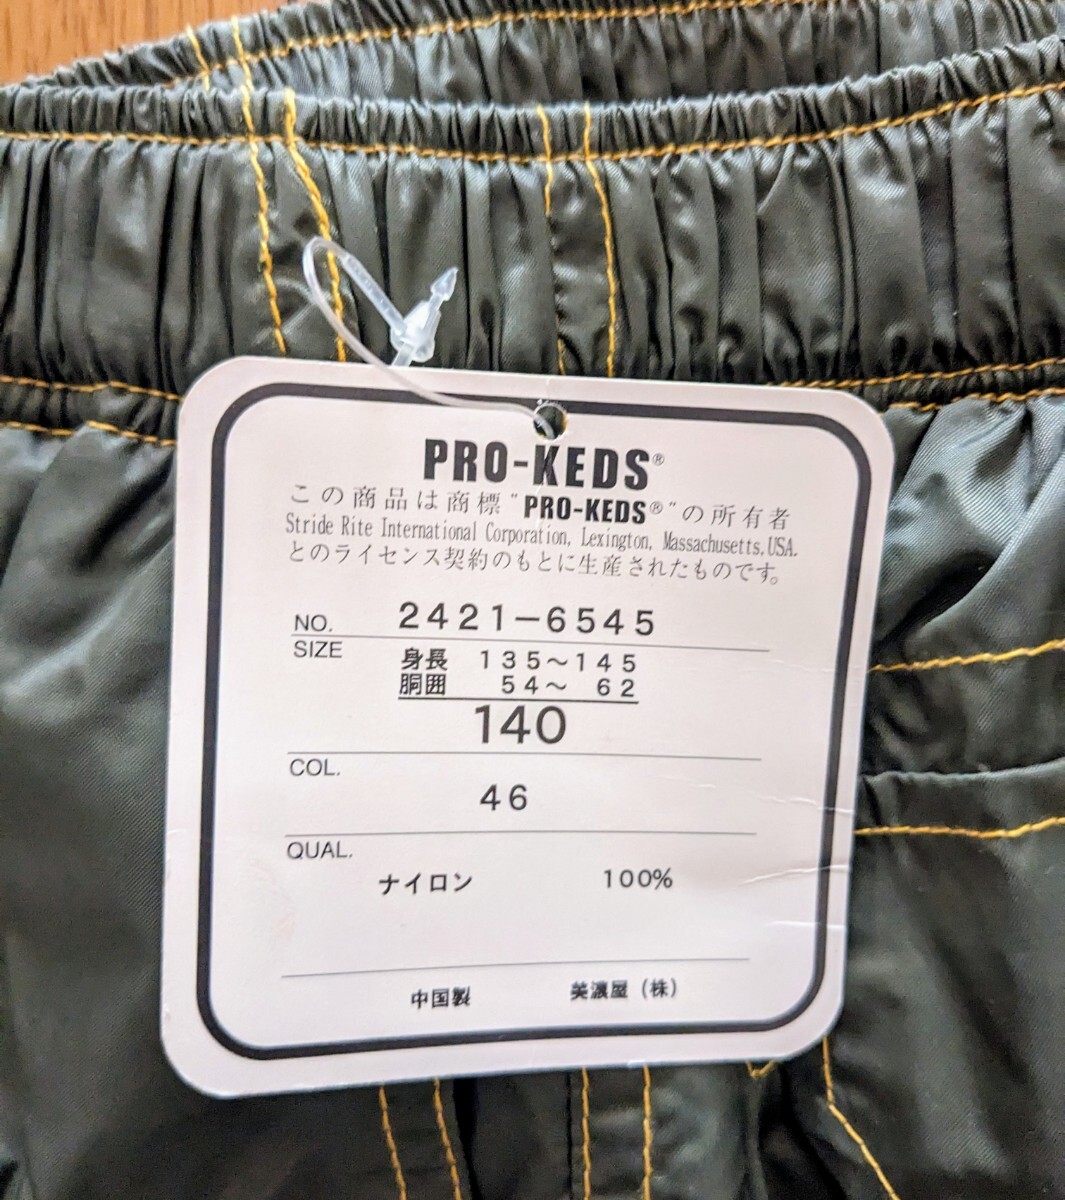 PRO-KEDS®
この商品は商標"PRO-KEDS®"の所有者
Stride Rite International Corporation, Lexington, Massachusetts, USA.
とのライセンス契約のもとに生産されたものです。
NO. 2421-6545
SIZE 身長 135～145
胴囲 54～ 62
140
COL.
46
QUAL.
ナイロン 100%
中国製 美濃屋（株）